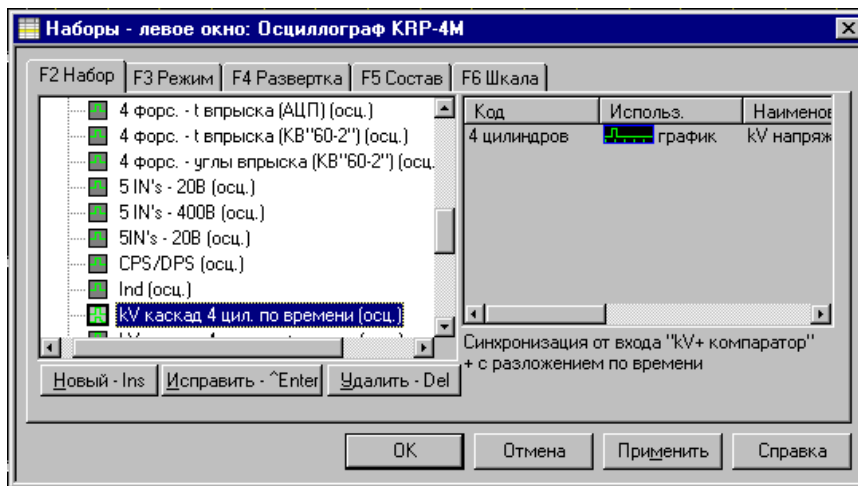 Наборы - левое окно: Осциллограф KRP-4M
F2 Набор F3 Режим F4 Развертка F5 Состав F6 Шкала
4 форс. - t впрыска (АЦП) (осц.)
4 форс. - t впрыска (КВ"60-2") (осц.)
4 форс. - углы впрыска (КВ"60-2") (осц.
5 IN's - 20В (осц.)
5 IN's - 400В (осц.)
5IN's - 20В (осц.)
CPS/DPS (осц.)
Ind (осц.)
kV каскад 4 цил. по времени (осц.)
Код Использ. Наименов
4 цилиндров график kV напряж
Синхронизация от входа "kV+ компаратор"
+ с разложением по времени
Новый - Ins Исправить - ^Enter Удалить - Del
OK Отмена Применить Справка